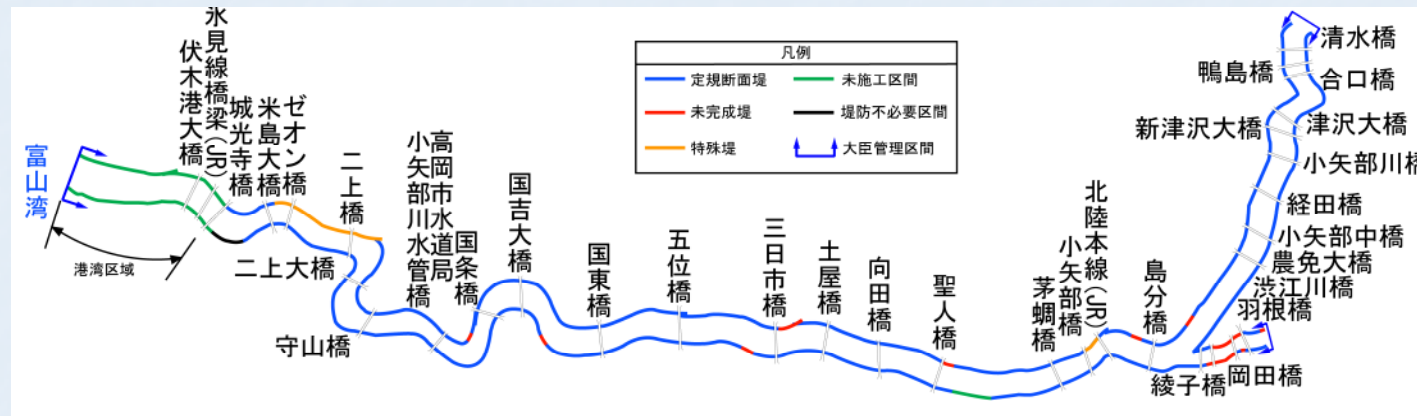 富山湾
港湾区域
伏木港大橋
氷見線橋梁(JR)
城光寺橋
米島大橋
ゼオン橋
二上橋
二上大橋
守山橋
高岡市水道局
小矢部川水管橋
国条橋
国吉大橋
国東橋
五位橋
三日市橋
土屋橋
向田橋
聖人橋
茅蜩橋
小矢部橋
北陸本線(JR)
島分橋
綾子橋
岡田橋
羽根橋
渋江川橋
農免大橋
小矢部中橋
経田橋
小矢部川橋
津沢大橋
新津沢大橋
合口橋
鴨島橋
清水橋
凡例
定規断面堤
未施工区間
未完成堤
堤防不必要区間
特殊堤
大臣管理区間